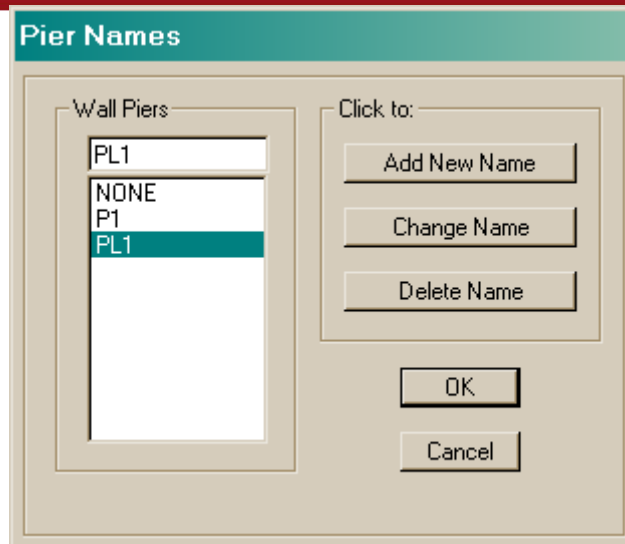 Pier Names
Wall Piers
PL1
NONE
P1
PL1
Click to:
Add New Name
Change Name
Delete Name
OK
Cancel